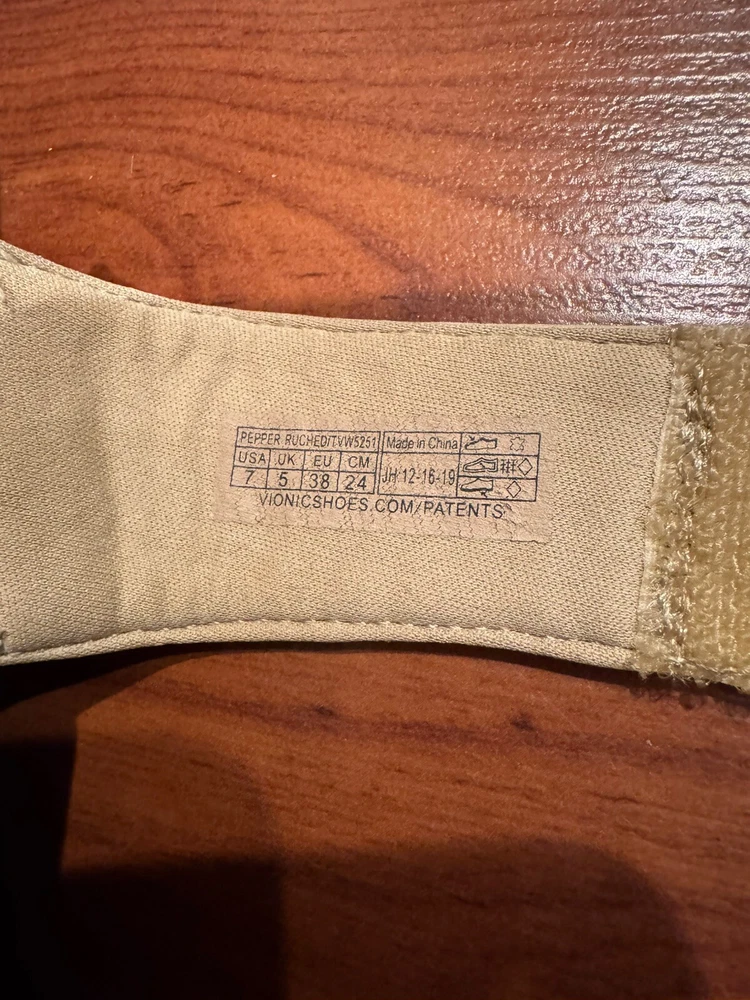 PEPPER RUCHED/TVW5251 Made in China
USA UK EU CM
7 5 38 24 JH 12-16-19
VIONICSHOES.COM/PATENTS